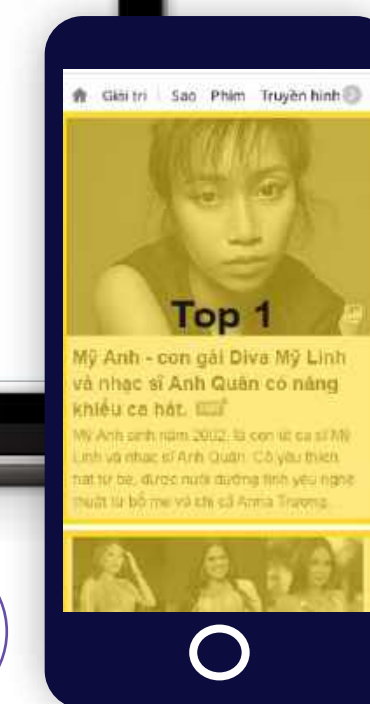 Giải trí Sao Phim Truyền hình
Top 1
Mỹ Anh - con gái Diva Mỹ Linh
và nhạc sĩ Anh Quân có năng
khiếu ca hát.
Mỹ Anh sinh năm 2002, là con út ca sĩ Mỹ
Linh và nhạc sĩ Anh Quân. Cô yêu thích
hát từ bé, được nuôi dưỡng tình yêu nghệ
thuật từ bố mẹ và chị cả Anna Trương...